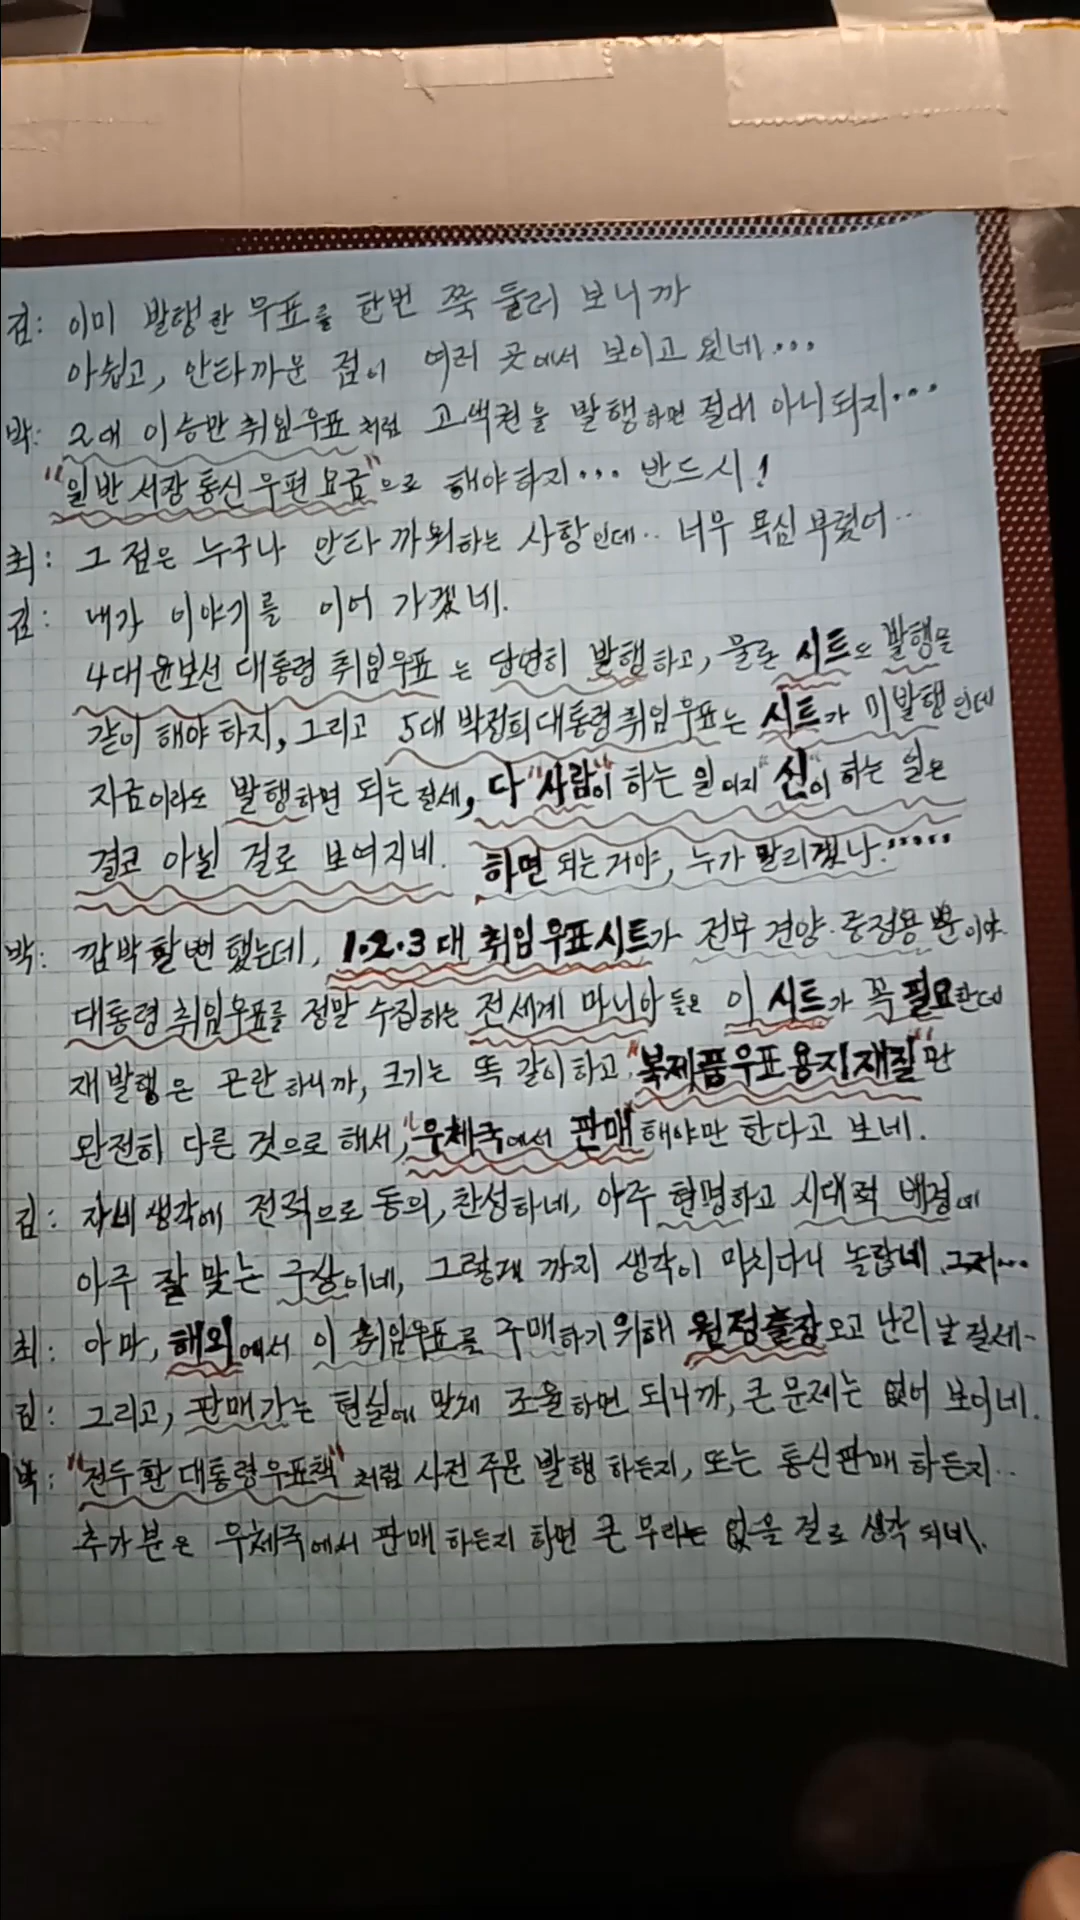 김: 이미 발행한 우표를 한번 쭉 둘러 보니까
아쉽고, 안타까운 점이 여러 곳에서 보이고 있네...
박: 2대 이승만 취임우표처럼 고액권을 발행하면 절대 아니되지...
"일반 서장 통신 우편 요금"으로 해야하지... 반드시!
최: 그 점은 누구나 안타까워하는 사항인데.. 너무 욕심 부렸어..
김: 내가 이야기를 이어 가겠네.
4대 윤보선 대통령 취임우표는 당연히 발행하고, 물론 시트도 발행을
같이 해야 하지, 그리고 5대 박정희대통령 취임우표는 시트가 미발행인데
지금이라도 발행하면 되는 걸세, 다 "사람"이 하는 일이지 "신"이 하는 일은
결코 아닐 걸로 보여지네. 하면 되는거야, 누가 말리겠나.....
박: 깜박할뻔 했는데, 1.2.3대 취임우표시트가 전부 견양·증정용 뿐이야.
대통령 취임우표를 정말 수집하는 전세계 마니아들은 이 시트가 꼭 필요한데
재발행은 곤란하니까, 크기는 똑 같이하고 "복제품우표용지재질"만
완전히 다른 것으로 해서, "우체국에서 판매"해야만 한다고 보네.
김: 자네 생각에 전적으로 동의, 찬성하네, 아주 현명하고 시대적 배경에
아주 잘 맞는 구상이네, 그렇게 까지 생각이 미치다니 놀랍네 그저...
최: 아마, 해외에서 이 취임우표를 구매하기 위해 원정출장오고 난리 날걸세~
김: 그리고, 판매가는 현실에 맞게 조율하면 되니까, 큰 문제는 없어 보이네.
박: "전두환 대통령우표책"처럼 사전 주문 발행 하든지, 또는 통신판매 하든지..
추가분은 우체국에서 판매 하든지 하면 큰 무리는 없을 걸로 생각 되네.